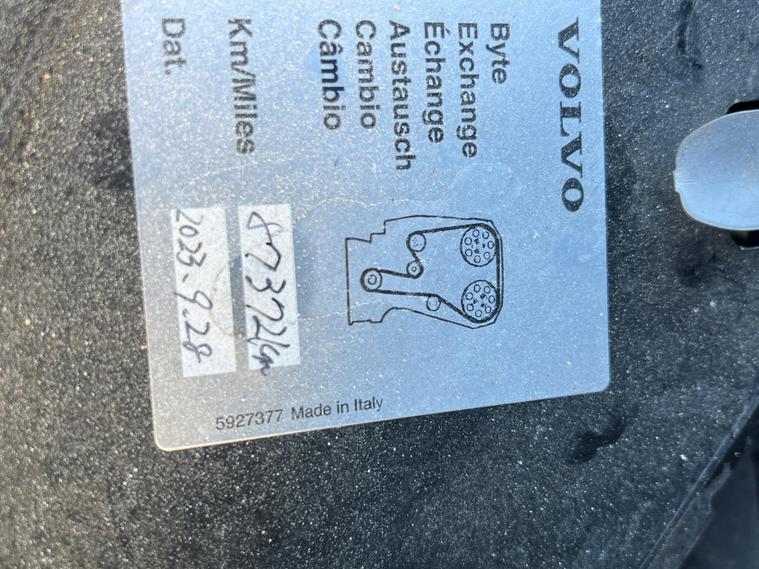 VOLVO
Byte
Exchange
Échange
Austausch
Cambio
Câmbio
Km/Miles 87372km
Dat. 2023.9.28
5927377 Made in Italy